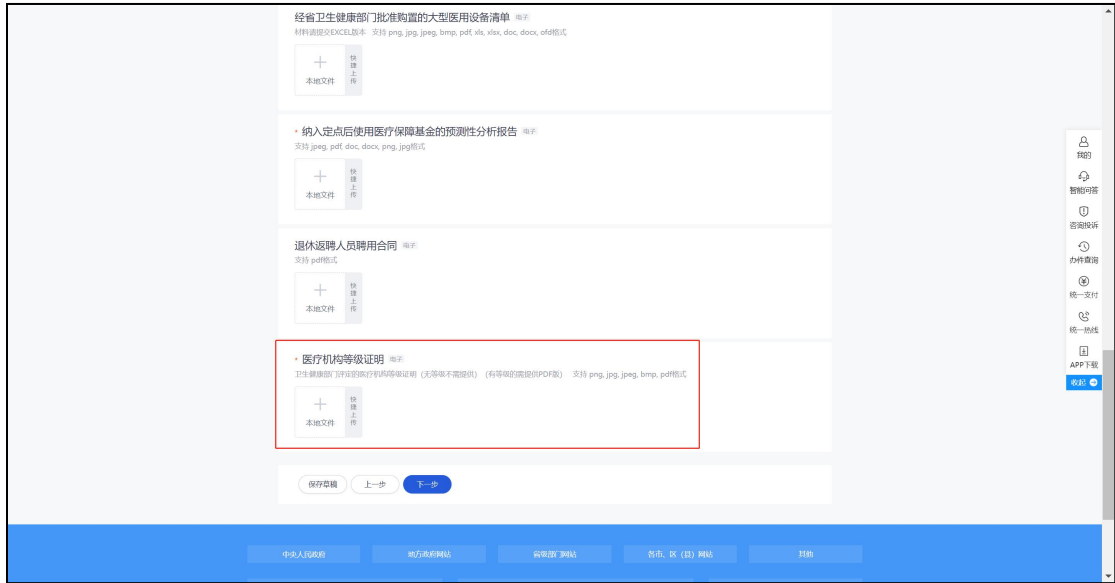 经省卫生健康部门批准购置的大型医用设备清单 电子
材料请提交EXCEL版本 支持 png, jpg, jpeg, bmp, pdf, xls, xlsx, doc, docx, ofd格式
本地文件
快捷上传
* 纳入定点后使用医疗保障基金的预测性分析报告 电子
支持 jpeg, pdf, doc, docx, png, jpg格式
本地文件
快捷上传
退休返聘人员聘用合同 电子
支持 pdf格式
本地文件
快捷上传
* 医疗机构等级证明 电子
卫生健康部门评定的医疗机构等级证明（无等级不需提供）（有等级的需提供PDF版） 支持 png, jpg, jpeg, bmp, pdf格式
本地文件
快捷上传
保存草稿 上一步 下一步
我的
智能问答
咨询投诉
办件查询
统一支付
统一热线
APP下载
收起
中央人民政府 地方政府网站 省级部门网站 各市、区（县）网站 其他